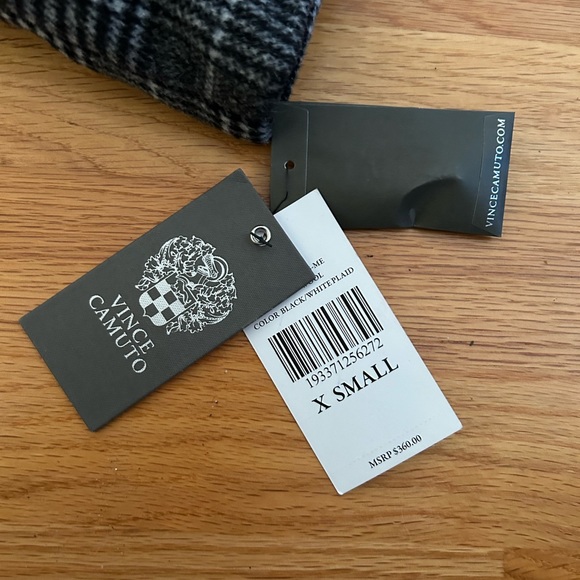 VINCECAMUTO.COM
VINCE
CAMUTO
COLOR BLACK/WHITEPLAID
193371256272
X SMALL
MSRP $360.00